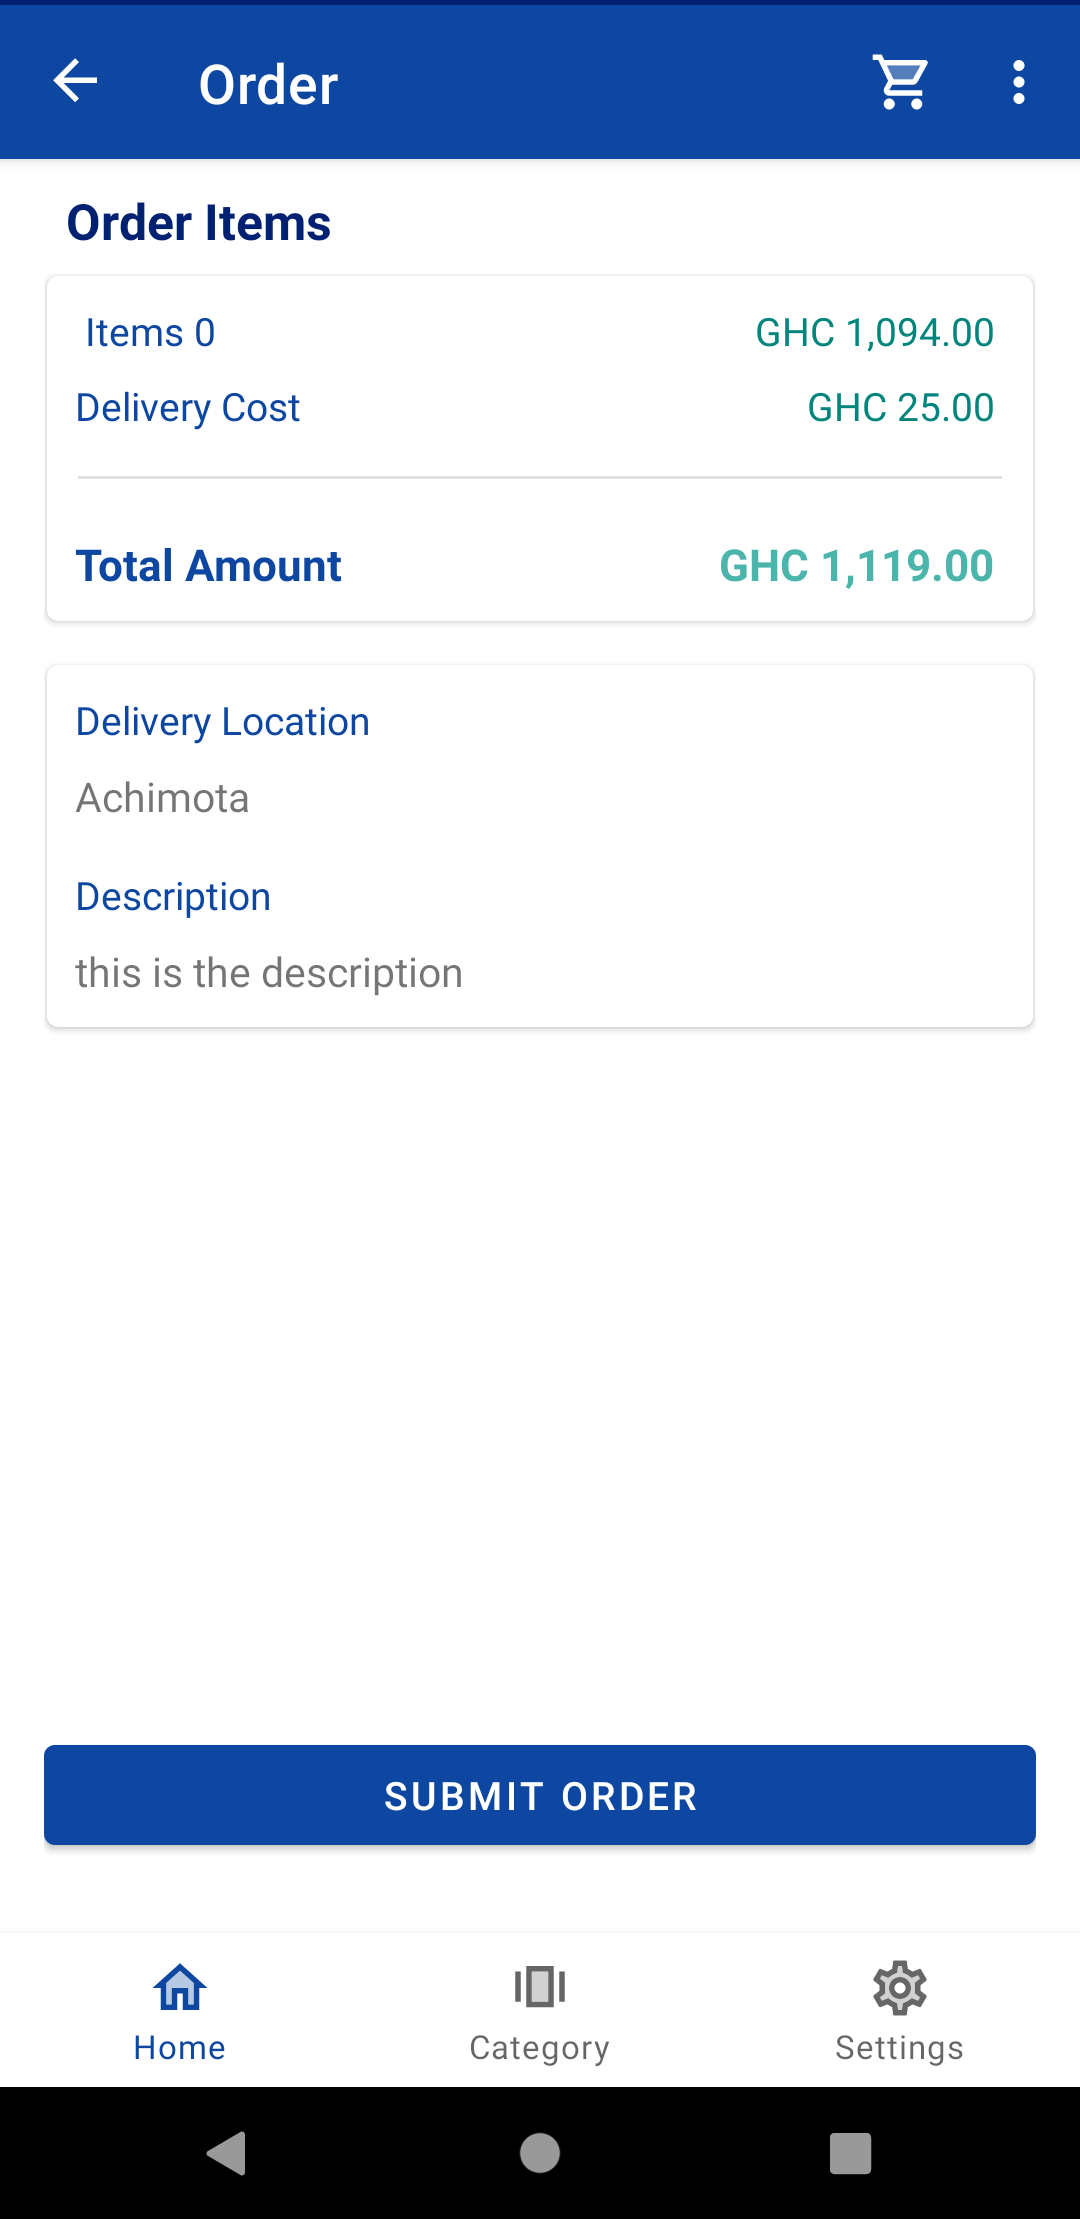 Order
Order Items
Items 0 GHC 1,094.00
Delivery Cost GHC 25.00
Total Amount GHC 1,119.00
Delivery Location
Achimota
Description
this is the description
SUBMIT ORDER
Home Category Settings